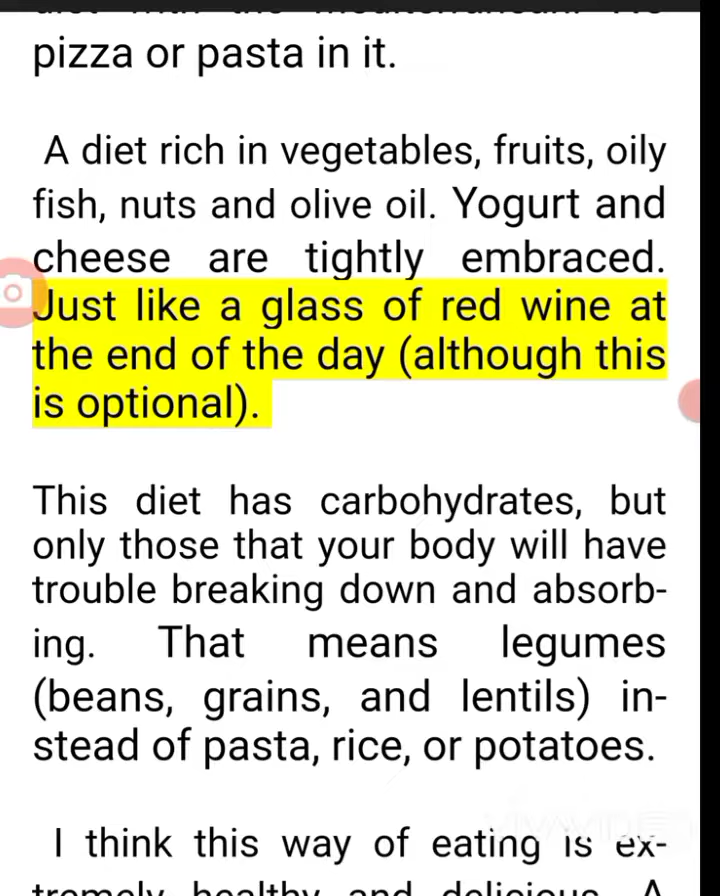 pizza or pasta in it.
A diet rich in vegetables, fruits, oily
fish, nuts and olive oil. Yogurt and
cheese are tightly embraced.
Just like a glass of red wine at
the end of the day (although this
is optional).
This diet has carbohydrates, but
only those that your body will have
trouble breaking down and absorb-
ing. That means legumes
(beans, grains, and lentils) in-
stead of pasta, rice, or potatoes.
I think this way of eating is ex-
tremely healthy and delicious. A